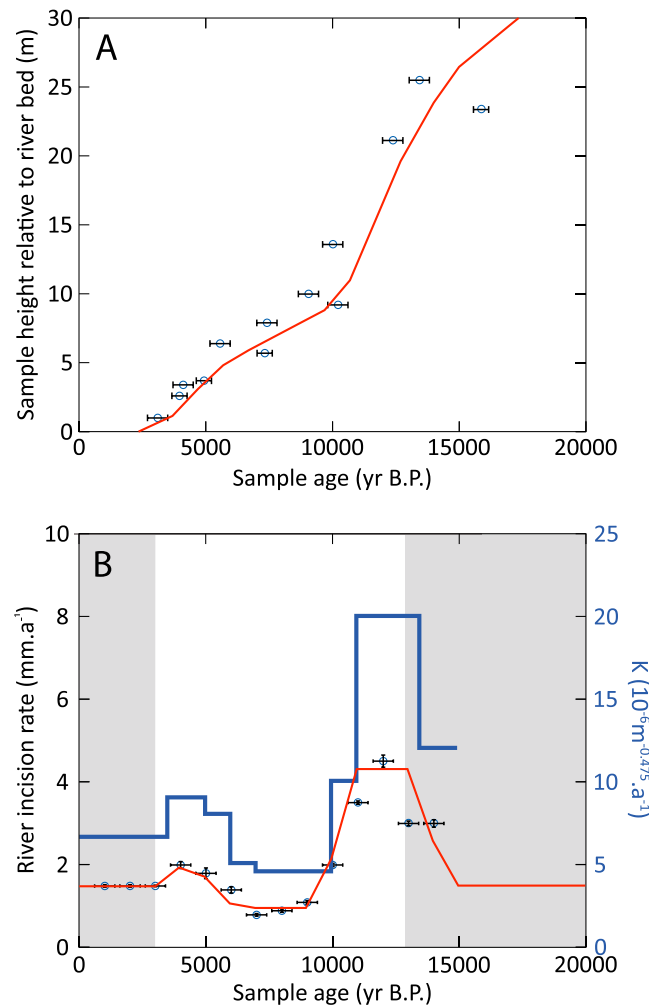 A
Sample height relative to river bed (m)
30
25
20
15
10
5
0
0 5000 10000 15000 20000
Sample age (yr B.P.)
B
River incision rate (mm.a⁻¹)
10
8
6
4
2
0
25
20
15
10
5
0
K (10⁻⁶m⁻⁰·⁴⁷⁵.a⁻¹)
0 5000 10000 15000 20000
Sample age (yr B.P.)